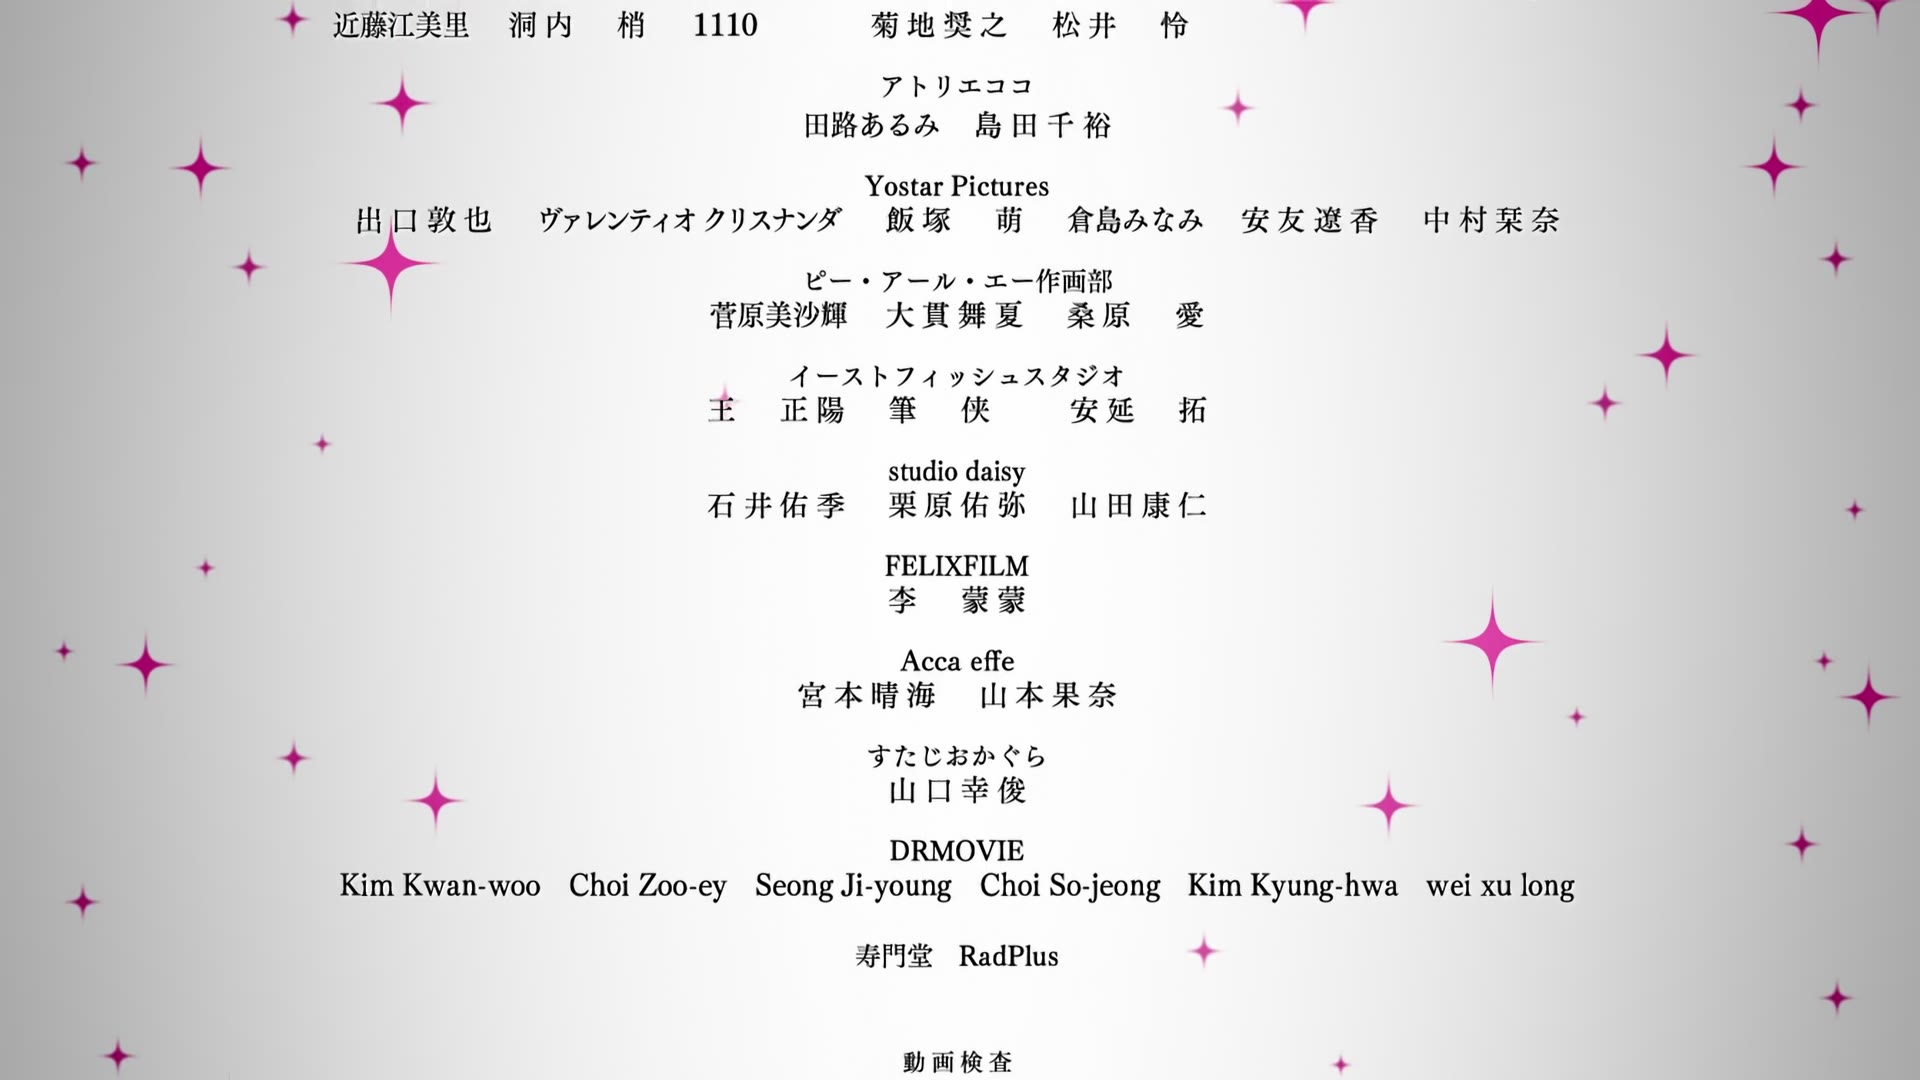 近藤江美里 洞内 梢 1110 菊地奨之 松井 怜
アトリエココ
田路あるみ 島田千裕
Yostar Pictures
出口敦也 ヴァレンティオ クリスナンダ 飯塚 萌 倉島みなみ 安友遼香 中村栞奈
ピー・アール・エー作画部
菅原美沙輝 大貫舞夏 桑原 愛
イーストフィッシュスタジオ
王 正陽 筆 侠 安延 拓
studio daisy
石井佑季 栗原佑弥 山田康仁
FELIXFILM
李 蒙蒙
Acca effe
宮本晴海 山本果奈
すたじおかぐら
山口幸俊
DRMOVIE
Kim Kwan-woo Choi Zoo-ey Seong Ji-young Choi So-jeong Kim Kyung-hwa wei xu long
寿門堂 RadPlus
動画検査